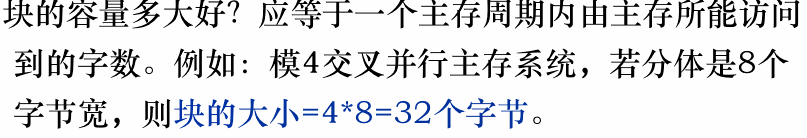 块的容量多大好？应等于一个主存周期内由主存所能访问
到的字数。例如：模4交叉并行主存系统，若分体是8个
字节宽，则块的大小=4*8=32个字节。